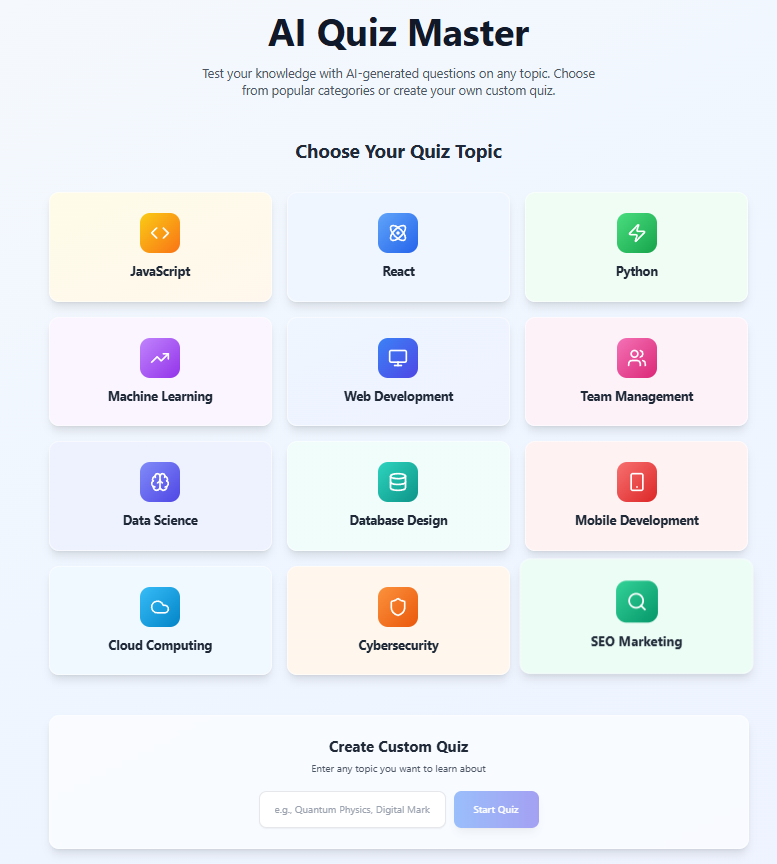 AI Quiz Master
Test your knowledge with AI-generated questions on any topic. Choose
from popular categories or create your own custom quiz.
Choose Your Quiz Topic
JavaScript
React
Python
Machine Learning
Web Development
Team Management
Data Science
Database Design
Mobile Development
Cloud Computing
Cybersecurity
SEO Marketing
Create Custom Quiz
Enter any topic you want to learn about
e.g., Quantum Physics, Digital Mark
Start Quiz